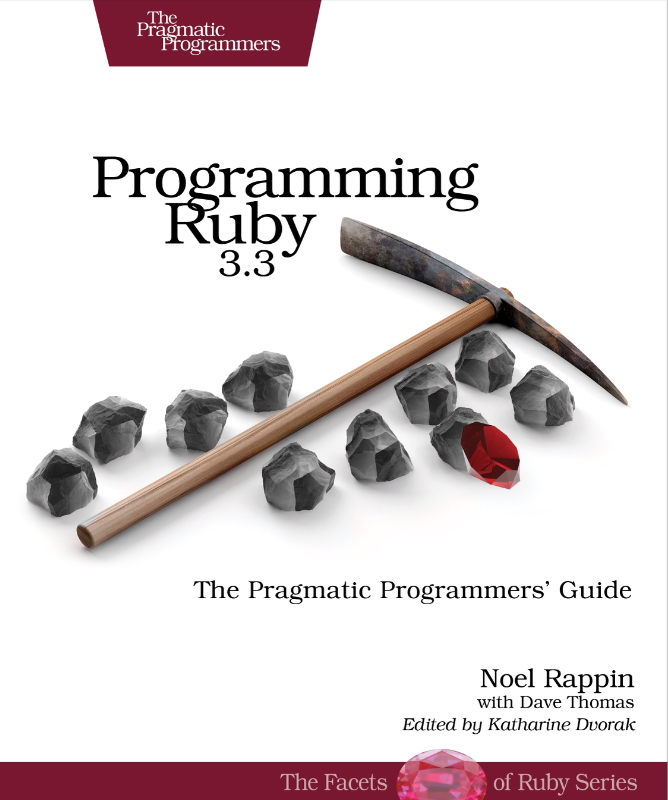 The
Pragmatic
Programmers
Programming
Ruby
3.3
The Pragmatic Programmers’ Guide
Noel Rappin
with Dave Thomas
Edited by Katharine Dvorak
The Facets of Ruby Series